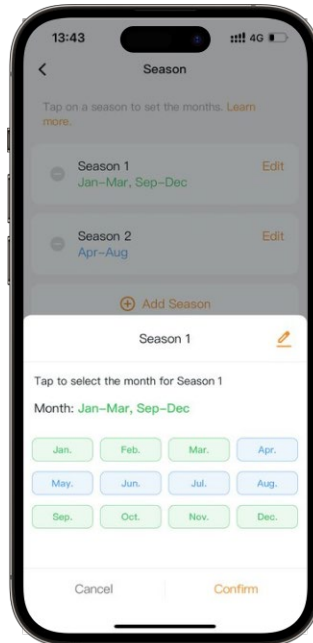 13:43
4G
Season
Tap on a season to set the months. Learn
more.
Season 1
Edit
Jan-Mar, Sep-Dec
Season 2
Edit
Apr-Aug
Add Season
Season 1
Tap to select the month for Season 1
Month: Jan-Mar, Sep-Dec
Jan. Feb. Mar. Apr.
May. Jun. Jul. Aug.
Sep. Oct. Nov. Dec.
Cancel Confirm